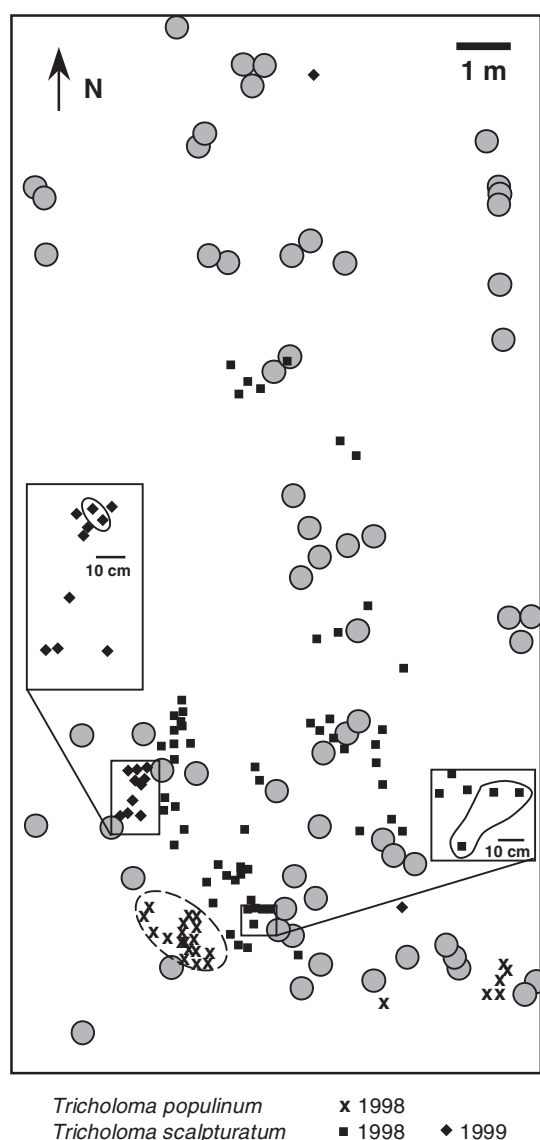 N
1 m
10 cm
10 cm
Tricholoma populinum x 1998
Tricholoma scalpturatum ■ 1998 ◆ 1999